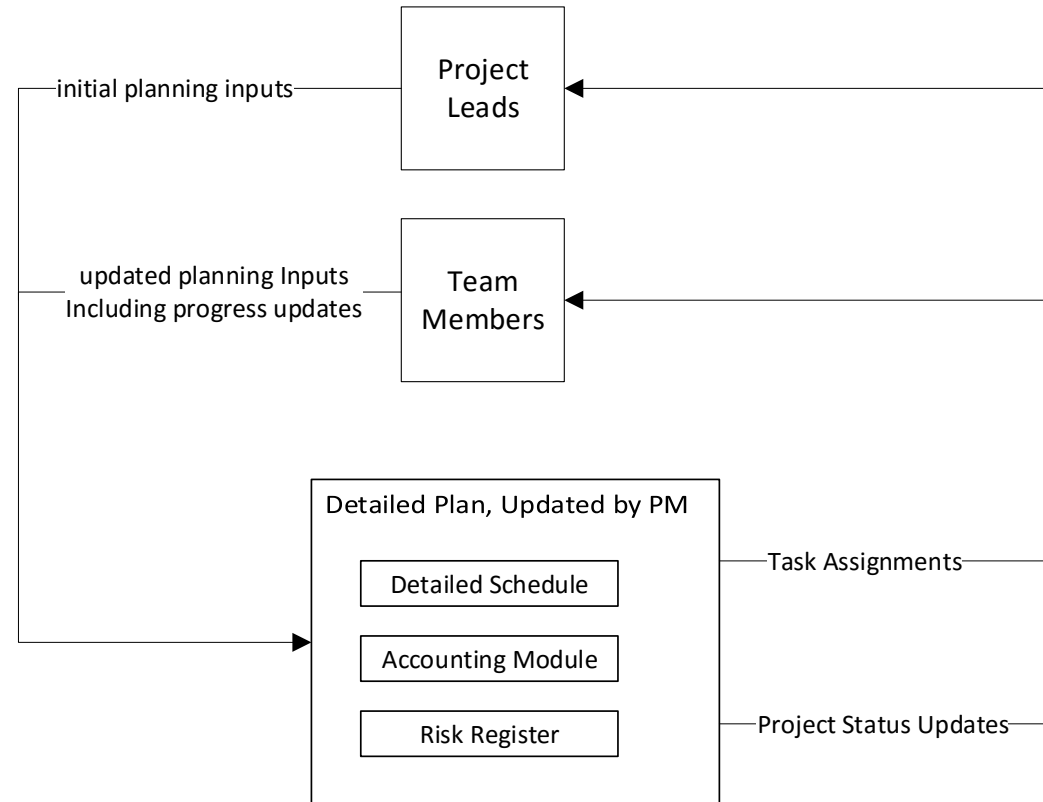 Project
Leads
initial planning inputs
updated planning Inputs
Including progress updates
Team
Members
Detailed Plan, Updated by PM
Detailed Schedule
Task Assignments
Accounting Module
Risk Register
Project Status Updates